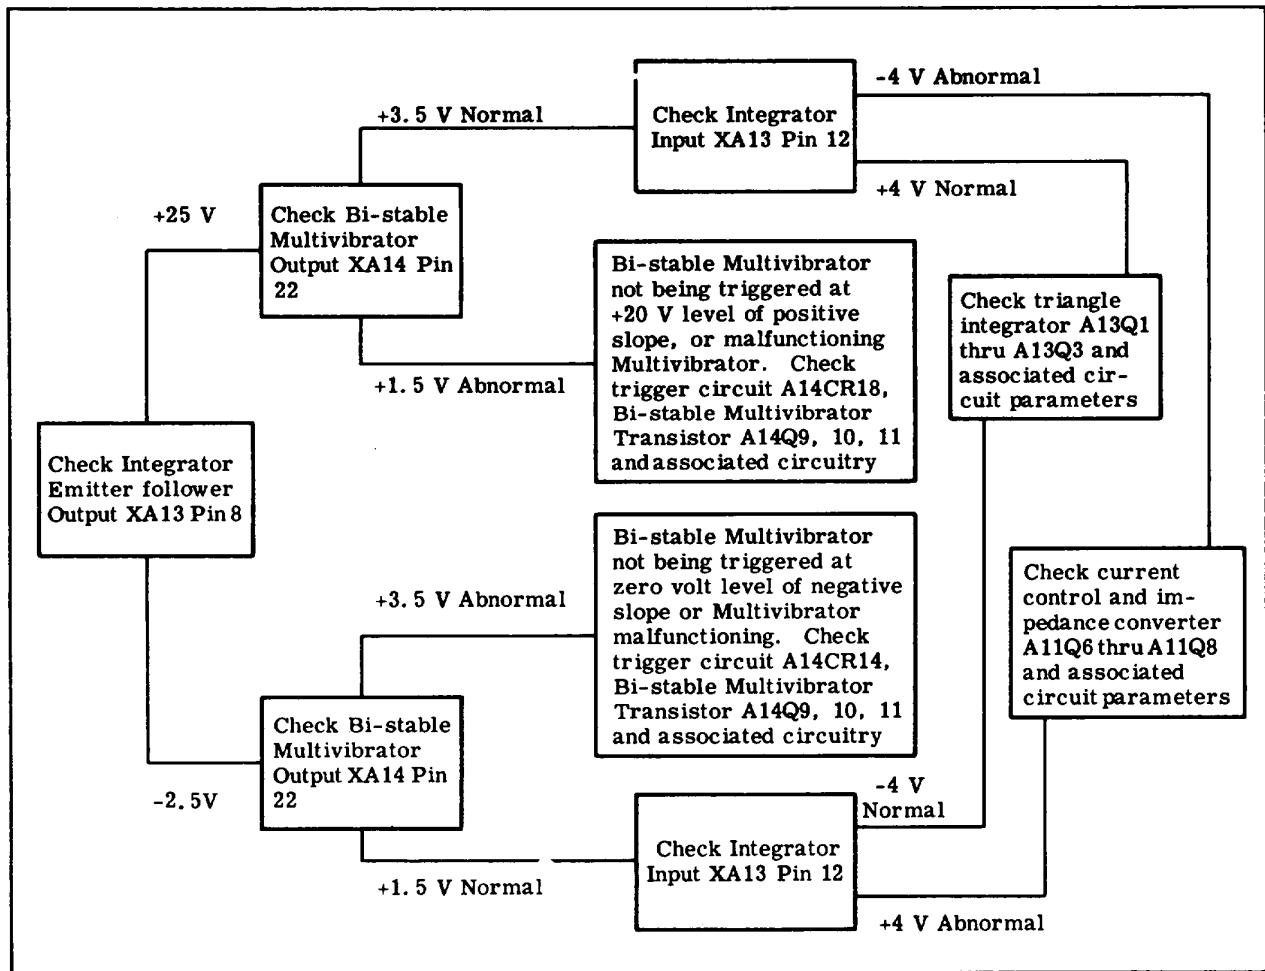 -4 V Abnormal
+3. 5 V Normal
Check Integrator
Input XA13 Pin 12
+4 V Normal
+25 V
Check Bi-stable
Multivibrator
Output XA14 Pin
22
Bi-stable Multivibrator
not being triggered at
+20 V level of positive
slope, or malfunctioning
Multivibrator. Check
trigger circuit A14CR18,
Bi-stable Multivibrator
Transistor A14Q9, 10, 11
and associated circuitry
Check triangle
integrator A13Q1
thru A13Q3 and
associated cir-
cuit parameters
+1.5 V Abnormal
Check Integrator
Emitter follower
Output XA13 Pin 8
Bi-stable Multivibrator
not being triggered at
zero volt level of negative
slope or Multivibrator
malfunctioning. Check
trigger circuit A14CR14,
Bi-stable Multivibrator
Transistor A14Q9, 10, 11
and associated circuitry
Check current
control and im-
pedance converter
A11Q6 thru A11Q8
and associated
circuit parameters
+3.5 V Abnormal
Check Bi-stable
Multivibrator
Output XA14 Pin
22
-2.5V
-4 V
Normal
Check Integrator
Input XA13 Pin 12
+1. 5 V Normal
+4 V Abnormal